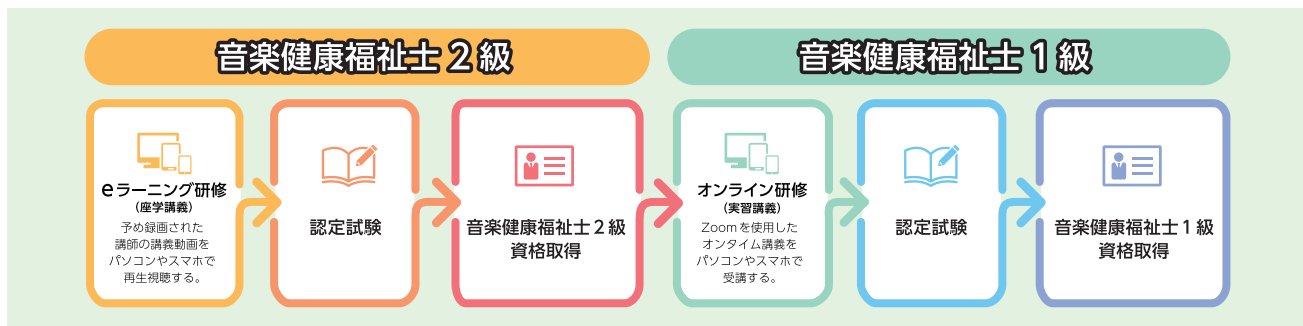 音楽健康福祉士2級
音楽健康福祉士1級
eラーニング研修
(座学講義)
予め録画された
講師の講義動画を
パソコンやスマホで
再生視聴する。
認定試験
音楽健康福祉士2級
資格取得
オンライン研修
(実習講義)
Zoomを使用した
オンタイム講義を
パソコンやスマホで
受講する。
認定試験
音楽健康福祉士1級
資格取得